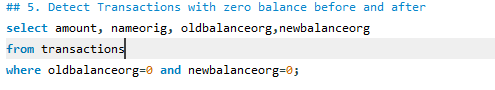 ## 5. Detect Transactions with zero balance before and after
select amount, nameorig, oldbalanceorg,newbalanceorg
from transactions
where oldbalanceorg=0 and newbalanceorg=0;